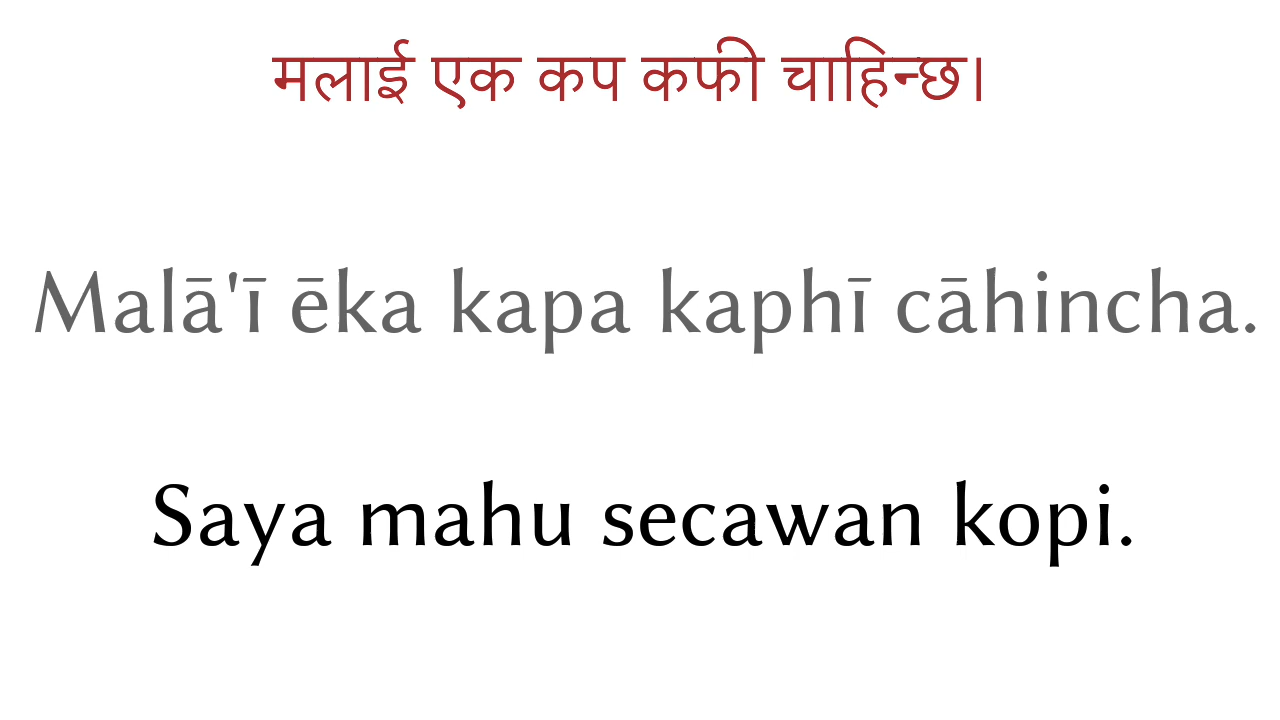 मलाई एक कप कफी चाहिन्छ।
Malā'ī ēka kapa kaphī cāhincha.
Saya mahu secawan kopi.